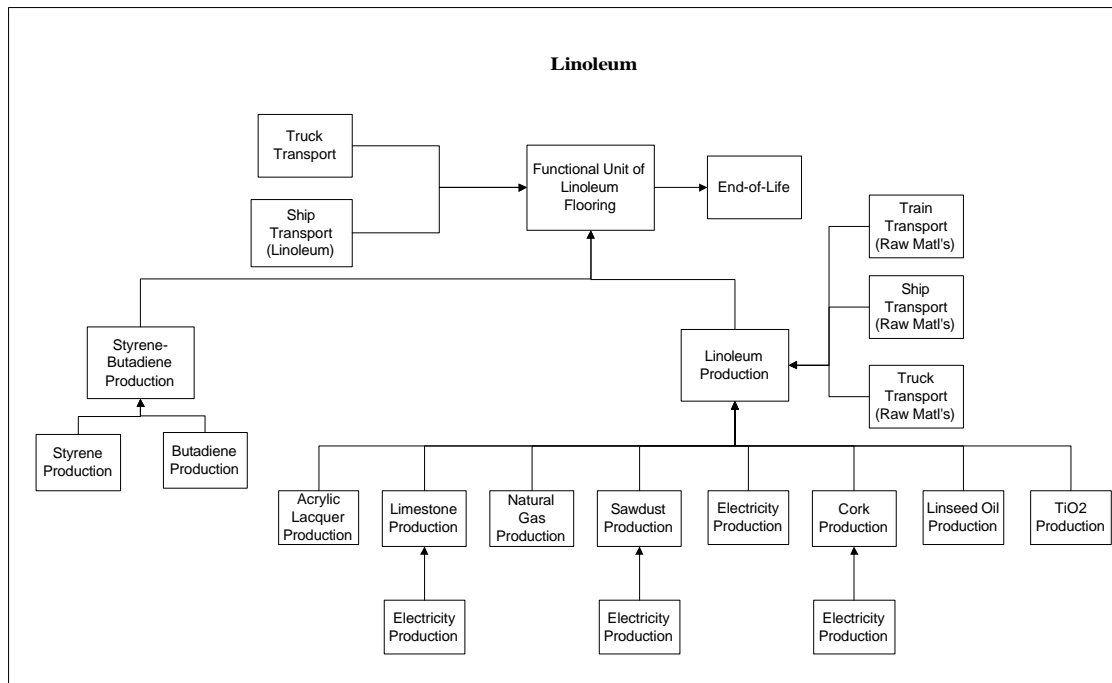 Linoleum
Truck
Transport
Functional Unit of
Linoleum
Flooring
End-of-Life
Ship
Transport
(Linoleum)
Train
Transport
(Raw Matl's)
Ship
Transport
(Raw Matl's)
Styrene-
Butadiene
Production
Linoleum
Production
Truck
Transport
(Raw Matl's)
Styrene
Production
Butadiene
Production
Acrylic
Lacquer
Production
Limestone
Production
Natural
Gas
Production
Sawdust
Production
Electricity
Production
Cork
Production
Linseed Oil
Production
TiO2
Production
Electricity
Production
Electricity
Production
Electricity
Production